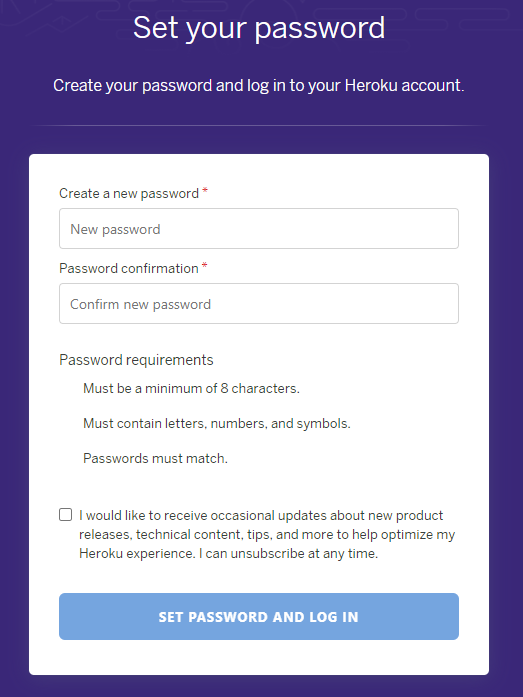 Set your password
Create your password and log in to your Heroku account.
Create a new password *
New password
Password confirmation *
Confirm new password
Password requirements
Must be a minimum of 8 characters.
Must contain letters, numbers, and symbols.
Passwords must match.
I would like to receive occasional updates about new product
releases, technical content, tips, and more to help optimize my
Heroku experience. I can unsubscribe at any time.
SET PASSWORD AND LOG IN